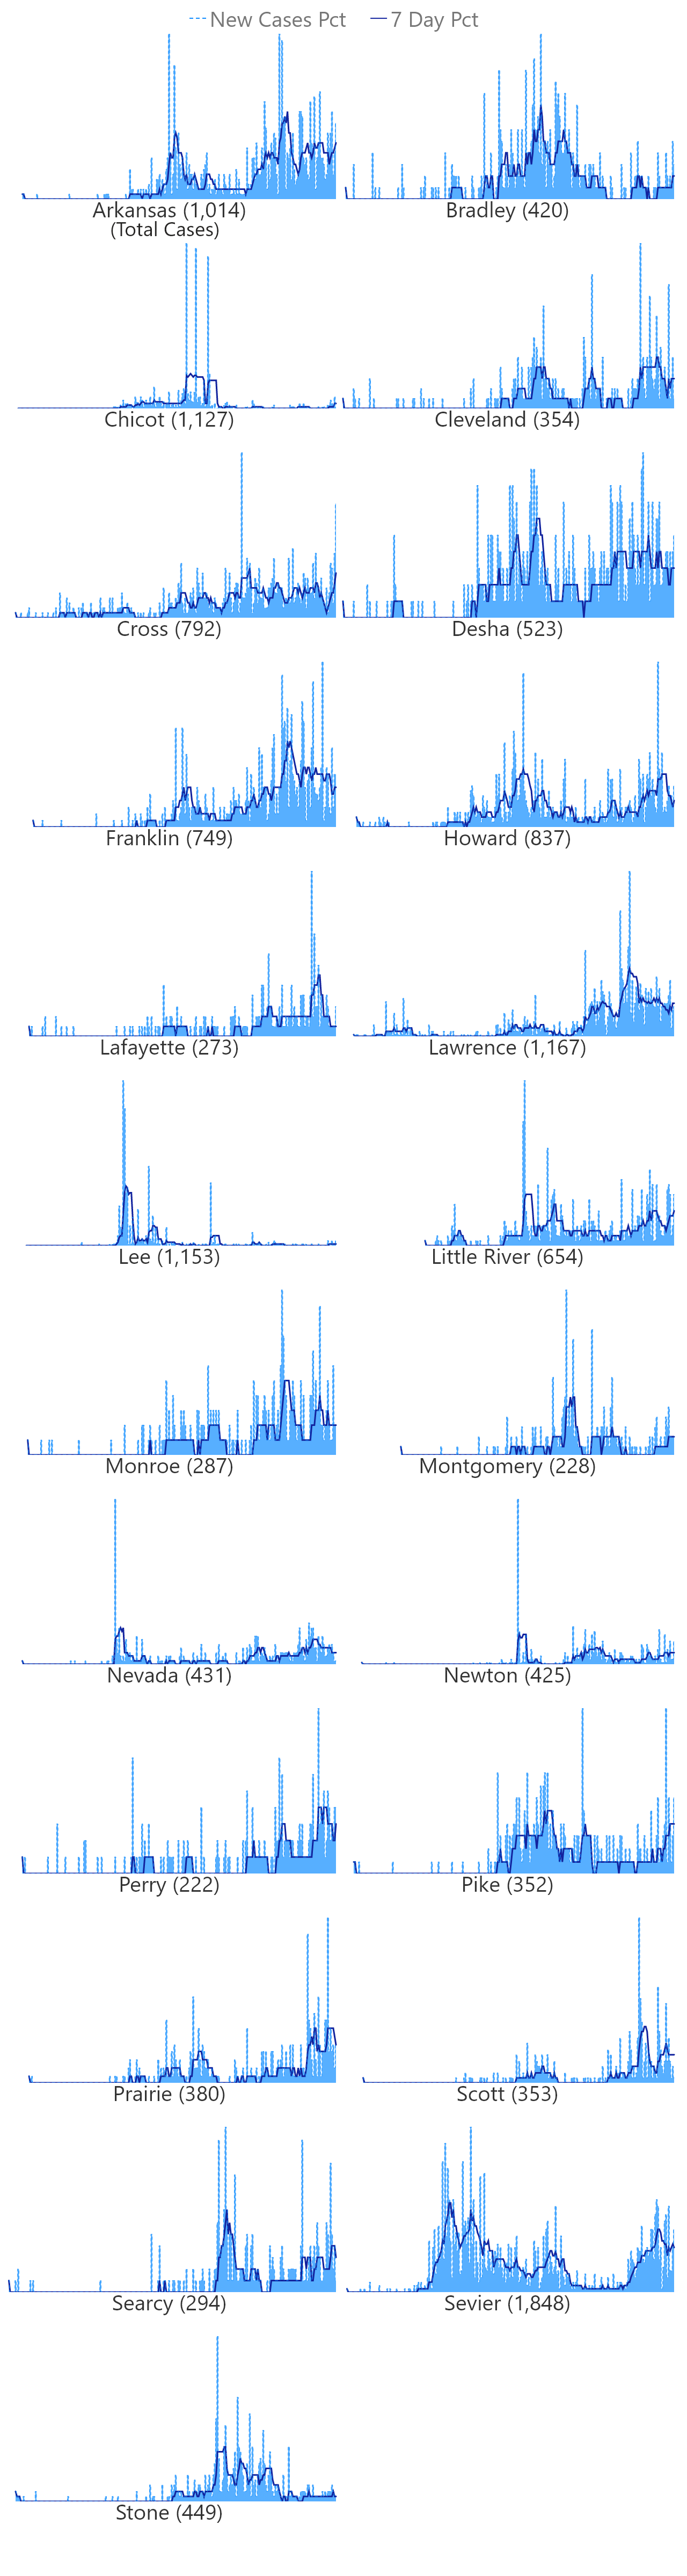 New Cases Pct 7 Day Pct
Arkansas (1,014) Bradley (420)
(Total Cases)
Chicot (1,127) Cleveland (354)
Cross (792) Desha (523)
Franklin (749) Howard (837)
Lafayette (273) Lawrence (1,167)
Lee (1,153) Little River (654)
Monroe (287) Montgomery (228)
Nevada (431) Newton (425)
Perry (222) Pike (352)
Prairie (380) Scott (353)
Searcy (294) Sevier (1,848)
Stone (449)